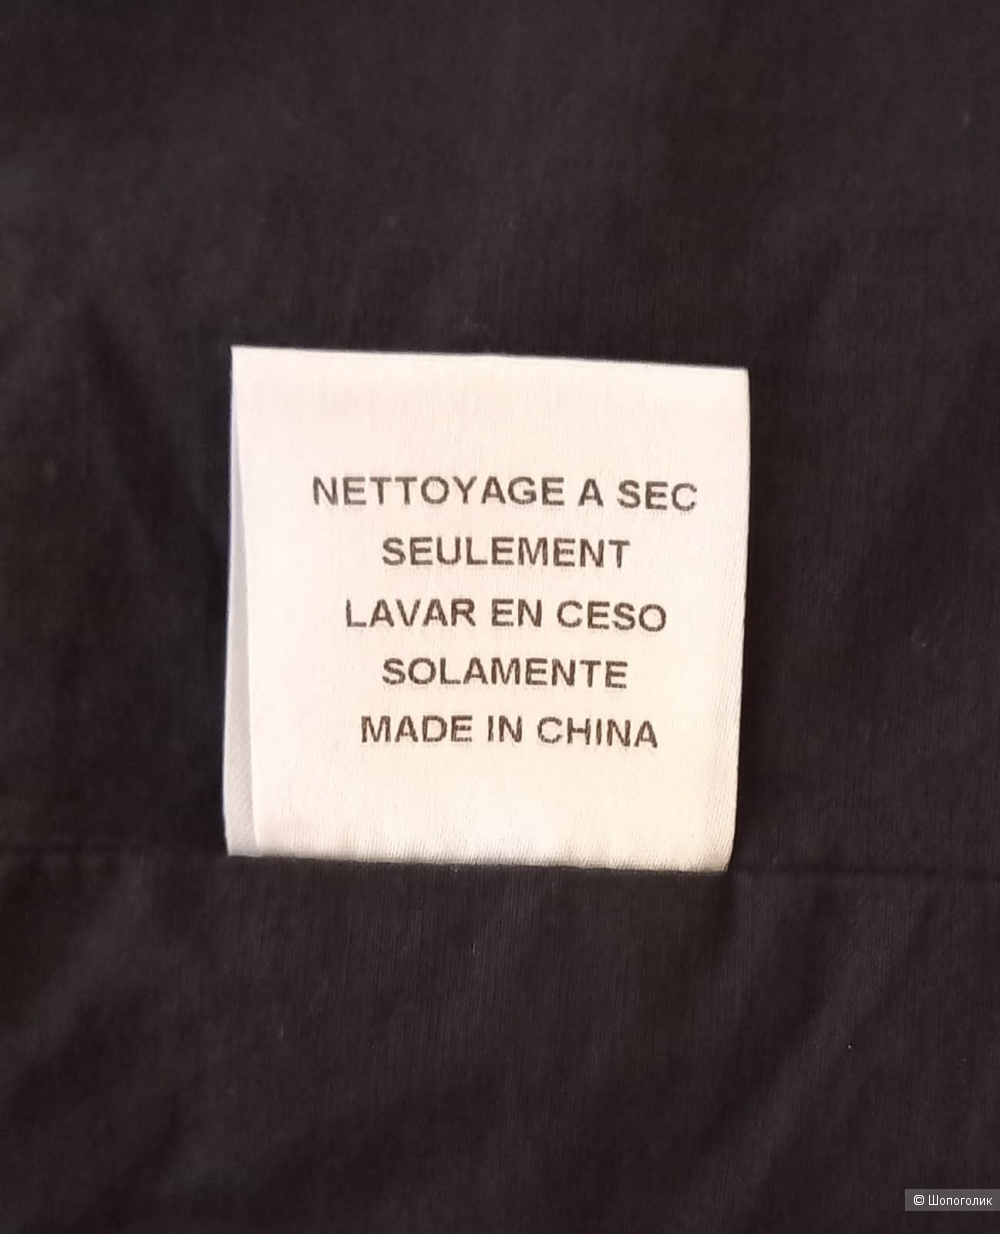 NETTOYAGE A SEC
SEULEMENT
LAVAR EN CESO
SOLAMENTE
MADE IN CHINA
© Шопоголик